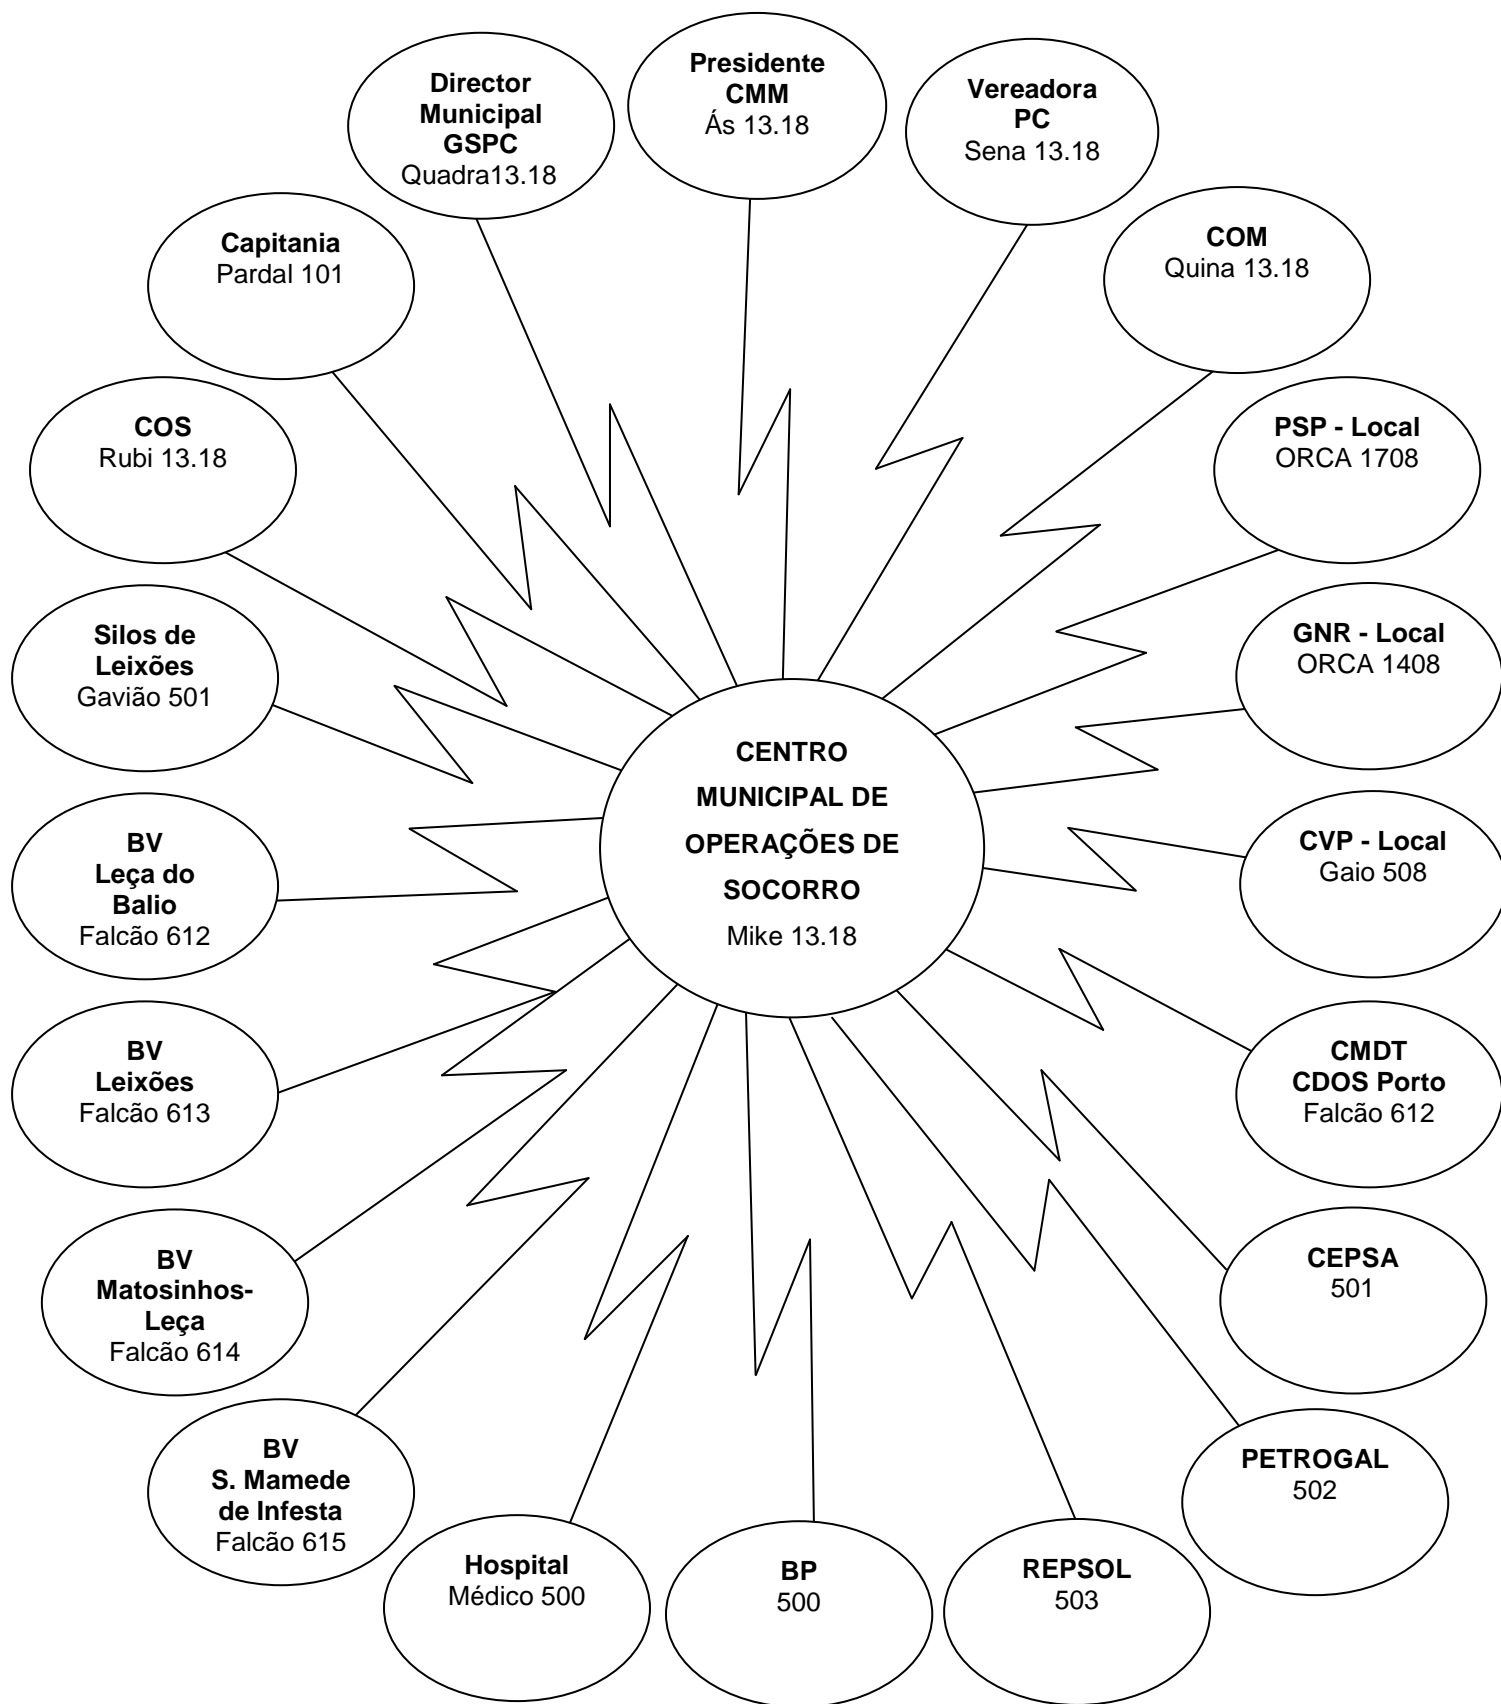 Presidente
CMM
Ás 13.18
Director
Municipal
GSPC
Quadra13.18
Vereadora
PC
Sena 13.18
Capitania
Pardal 101
COM
Quina 13.18
COS
Rubi 13.18
PSP - Local
ORCA 1708
Silos de
Leixões
Gavião 501
GNR - Local
ORCA 1408
CENTRO
MUNICIPAL DE
OPERAÇÕES DE
SOCORRO
Mike 13.18
BV
Leça do
Balio
Falcão 612
CVP - Local
Gaio 508
BV
Leixões
Falcão 613
CMDT
CDOS Porto
Falcão 612
BV
Matosinhos-
Leça
Falcão 614
CEPSA
501
BV
S. Mamede
de Infesta
Falcão 615
PETROGAL
502
Hospital
Médico 500
BP
500
REPSOL
503